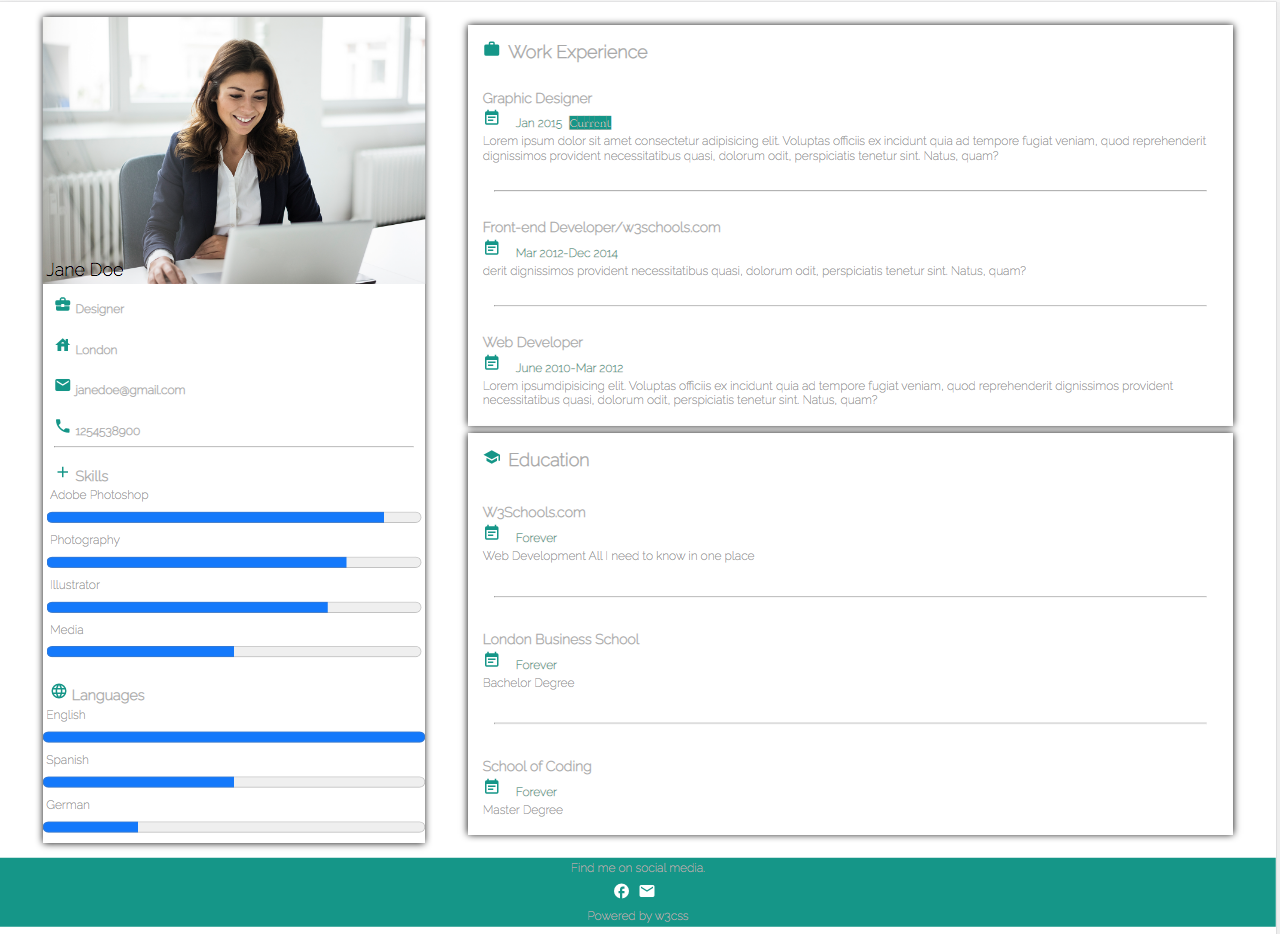 Jane Doe
Designer
London
janedoe@gmail.com
1254538900
Skills
Adobe Photoshop
Photography
Illustrator
Media
Languages
English
Spanish
German
Work Experience
Graphic Designer
Jan 2015 Current
Lorem ipsum dolor sit amet consectetur adipisicing elit. Voluptas officiis ex incidunt quia ad tempore fugiat veniam, quod reprehenderit
dignissimos provident necessitatibus quasi, dolorum odit, perspiciatis tenetur sint. Natus, quam?
Front-end Developer/w3schools.com
Mar 2012-Dec 2014
derit dignissimos provident necessitatibus quasi, dolorum odit, perspiciatis tenetur sint. Natus, quam?
Web Developer
June 2010-Mar 2012
Lorem ipsumdipisicing elit. Voluptas officiis ex incidunt quia ad tempore fugiat veniam, quod reprehenderit dignissimos provident
necessitatibus quasi, dolorum odit, perspiciatis tenetur sint. Natus, quam?
Education
W3Schools.com
Forever
Web Development All I need to know in one place
London Business School
Forever
Bachelor Degree
School of Coding
Forever
Master Degree
Find me on social media.
Powered by w3css